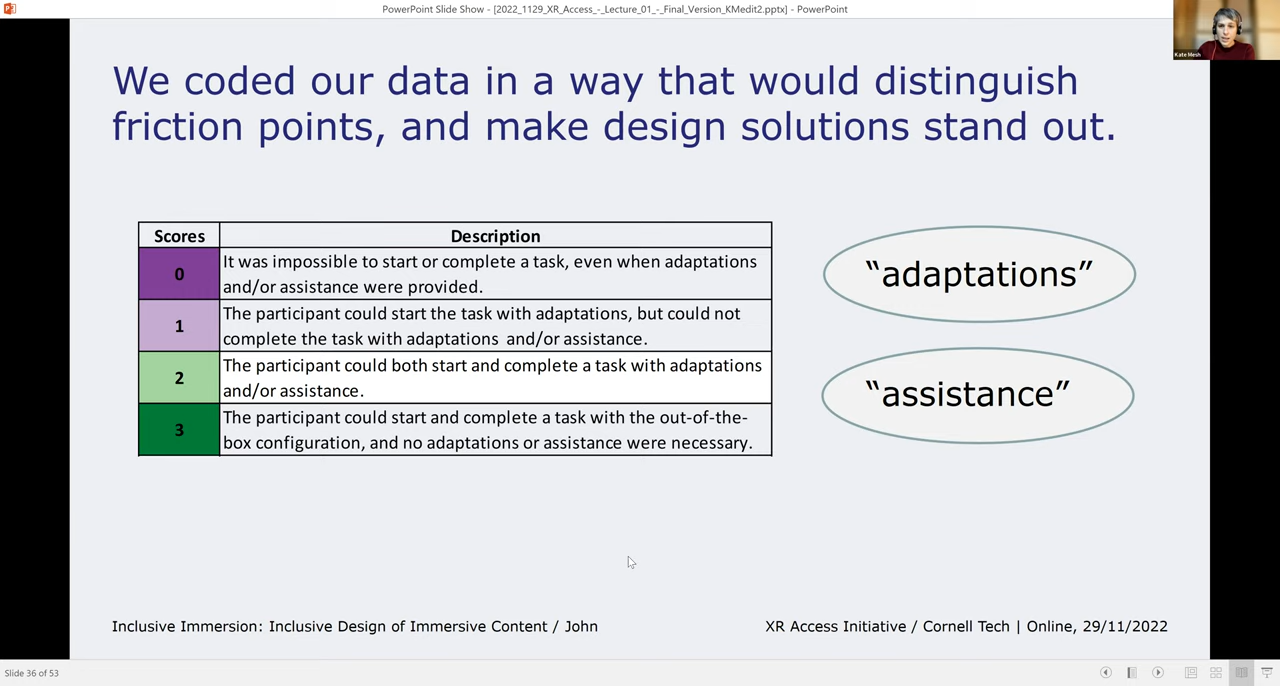 PowerPoint Slide Show - [2022_1129_XR_Access_-_Lecture_01_-_Final_Version_KMedit2.pptx] - PowerPoint
Kate Mesh
We coded our data in a way that would distinguish
friction points, and make design solutions stand out.
Scores Description
0 It was impossible to start or complete a task, even when adaptations
and/or assistance were provided.
1 The participant could start the task with adaptations, but could not
complete the task with adaptations and/or assistance.
2 The participant could both start and complete a task with adaptations
and/or assistance.
3 The participant could start and complete a task with the out-of-the-
box configuration, and no adaptations or assistance were necessary.
“adaptations”
“assistance”
Inclusive Immersion: Inclusive Design of Immersive Content / John
XR Access Initiative / Cornell Tech | Online, 29/11/2022
Slide 36 of 53